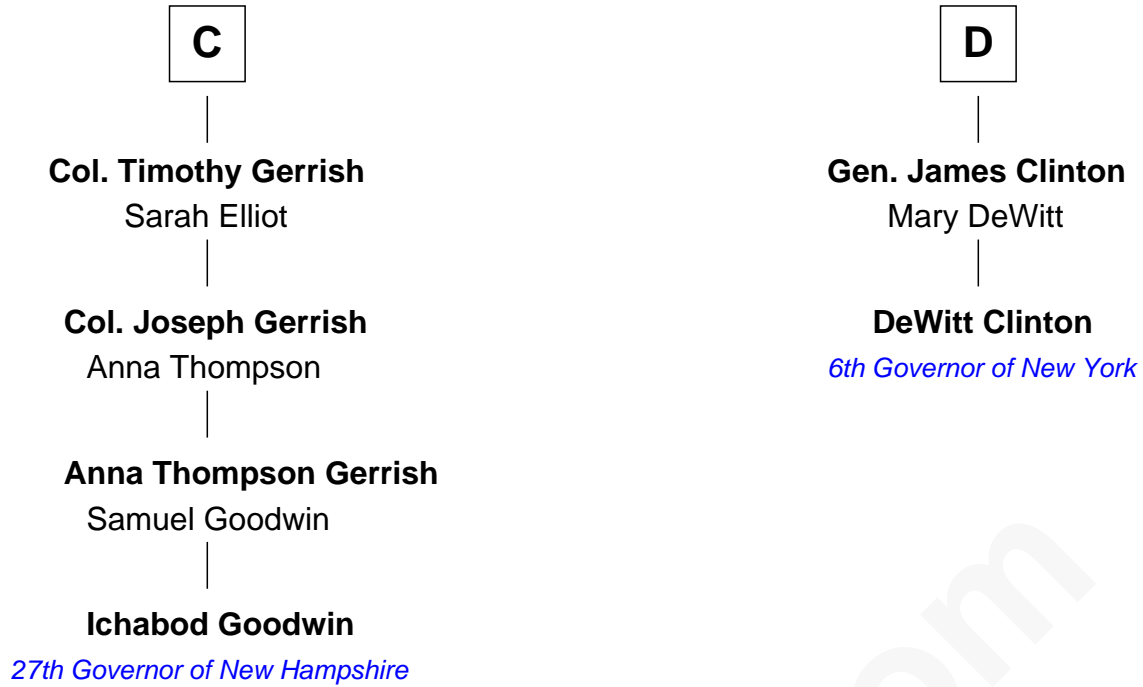 C
Col. Timothy Gerrish
Sarah Elliot
Col. Joseph Gerrish
Anna Thompson
Anna Thompson Gerrish
Samuel Goodwin
Ichabod Goodwin
27th Governor of New Hampshire
D
Gen. James Clinton
Mary DeWitt
DeWitt Clinton
6th Governor of New York
om